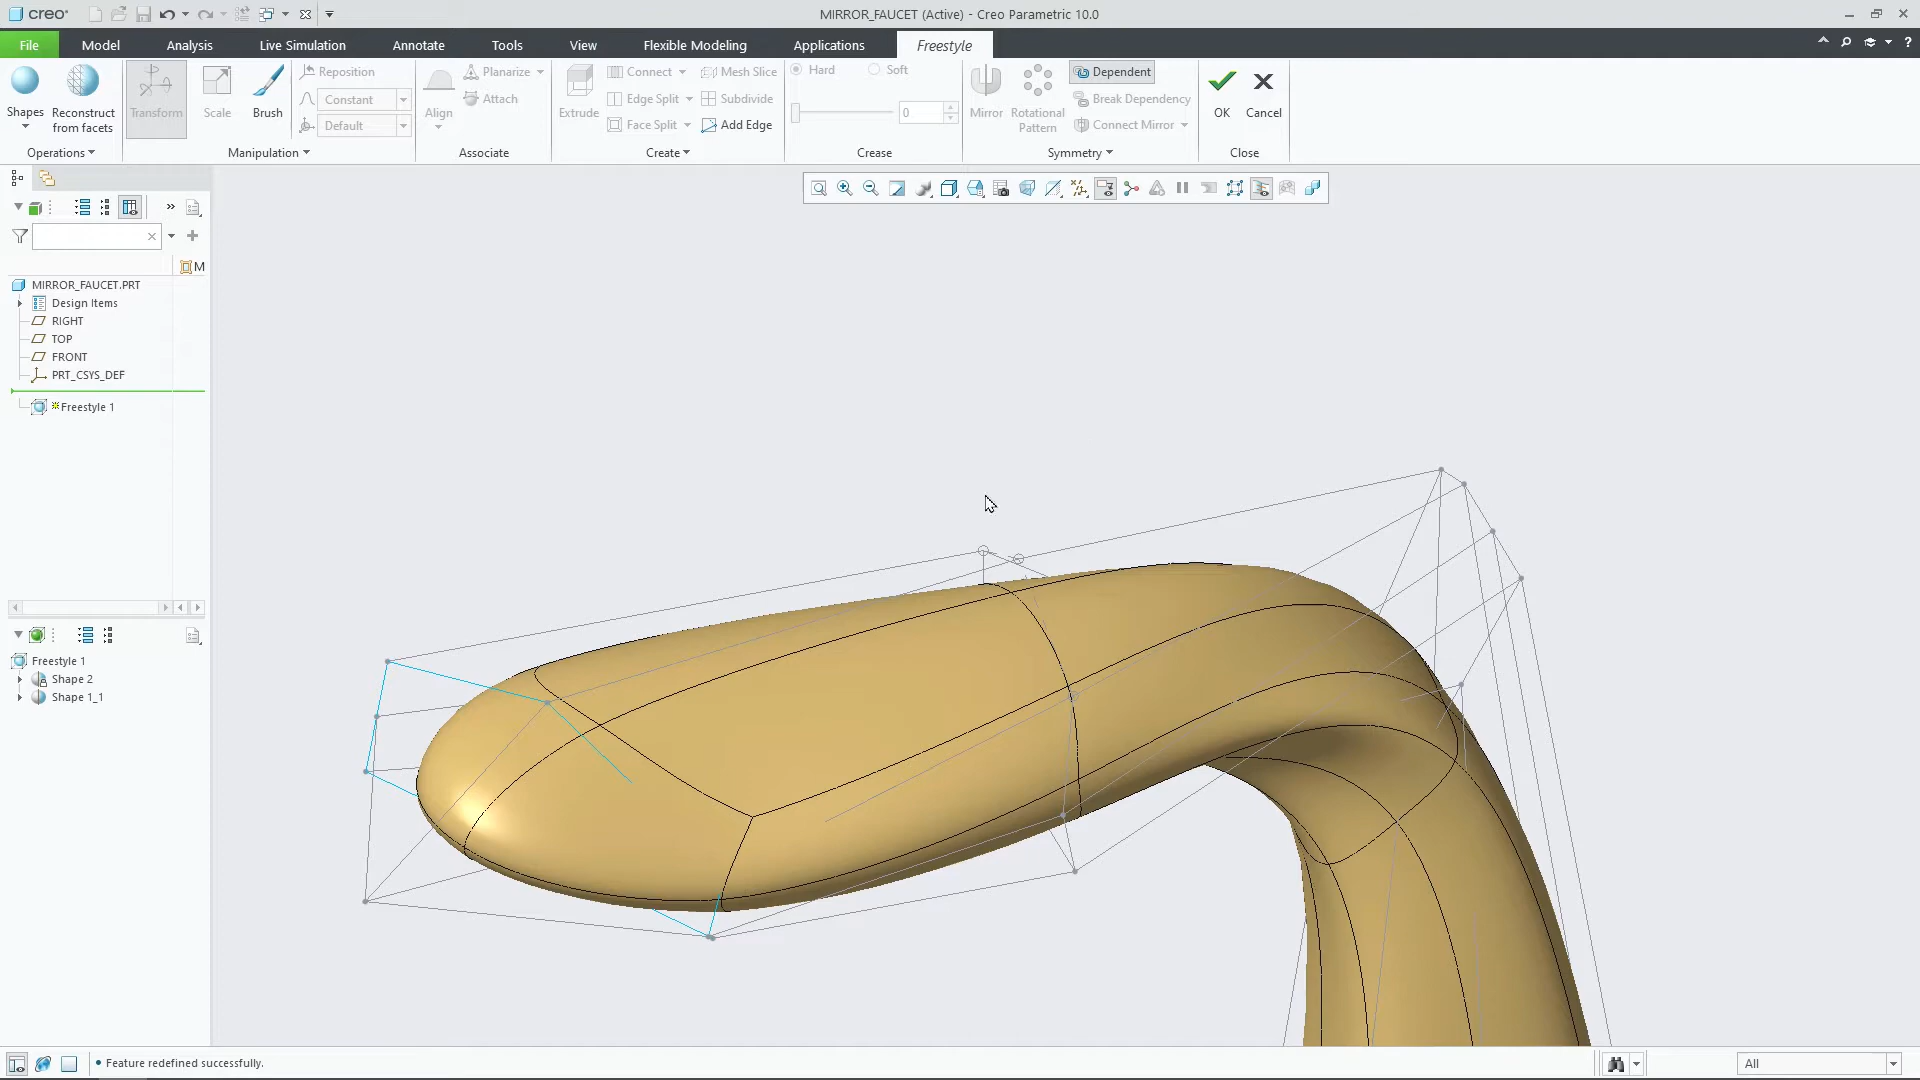 creo
MIRROR_FAUCET (Active) - Creo Parametric 10.0
File Model Analysis Live Simulation Annotate Tools View Flexible Modeling Applications Freestyle
Shapes
Reconstruct
from facets
Operations
Transform
Scale
Brush
Reposition
Constant
Default
Manipulation
Align
Planarize
Attach
Associate
Extrude
Connect
Edge Split
Face Split
Mesh Slice
Subdivide
Add Edge
Create
Hard
Soft
0
Crease
Mirror
Rotational
Pattern
Dependent
Break Dependency
Connect Mirror
Symmetry
OK
Cancel
Close
M
MIRROR_FAUCET.PRT
Design Items
RIGHT
TOP
FRONT
PRT_CSYS_DEF
Freestyle 1
Freestyle 1
Shape 2
Shape 1_1
Feature redefined successfully.
All